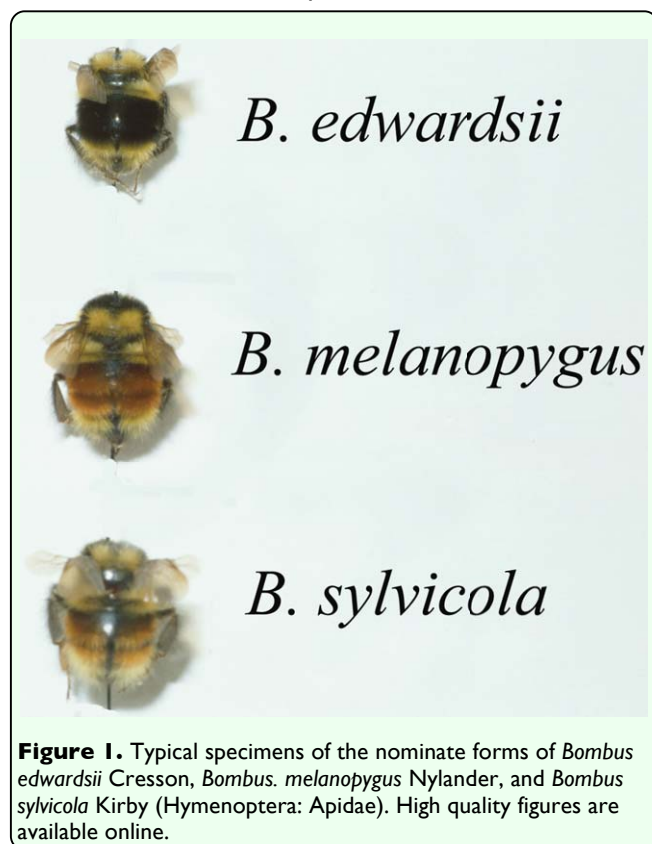 B. edwardsii
B. melanopygus
B. sylvicola
Figure 1. Typical specimens of the nominate forms of Bombus
edwardsii Cresson, Bombus. melanopygus Nylander, and Bombus
sylvicola Kirby (Hymenoptera: Apidae). High quality figures are
available online.